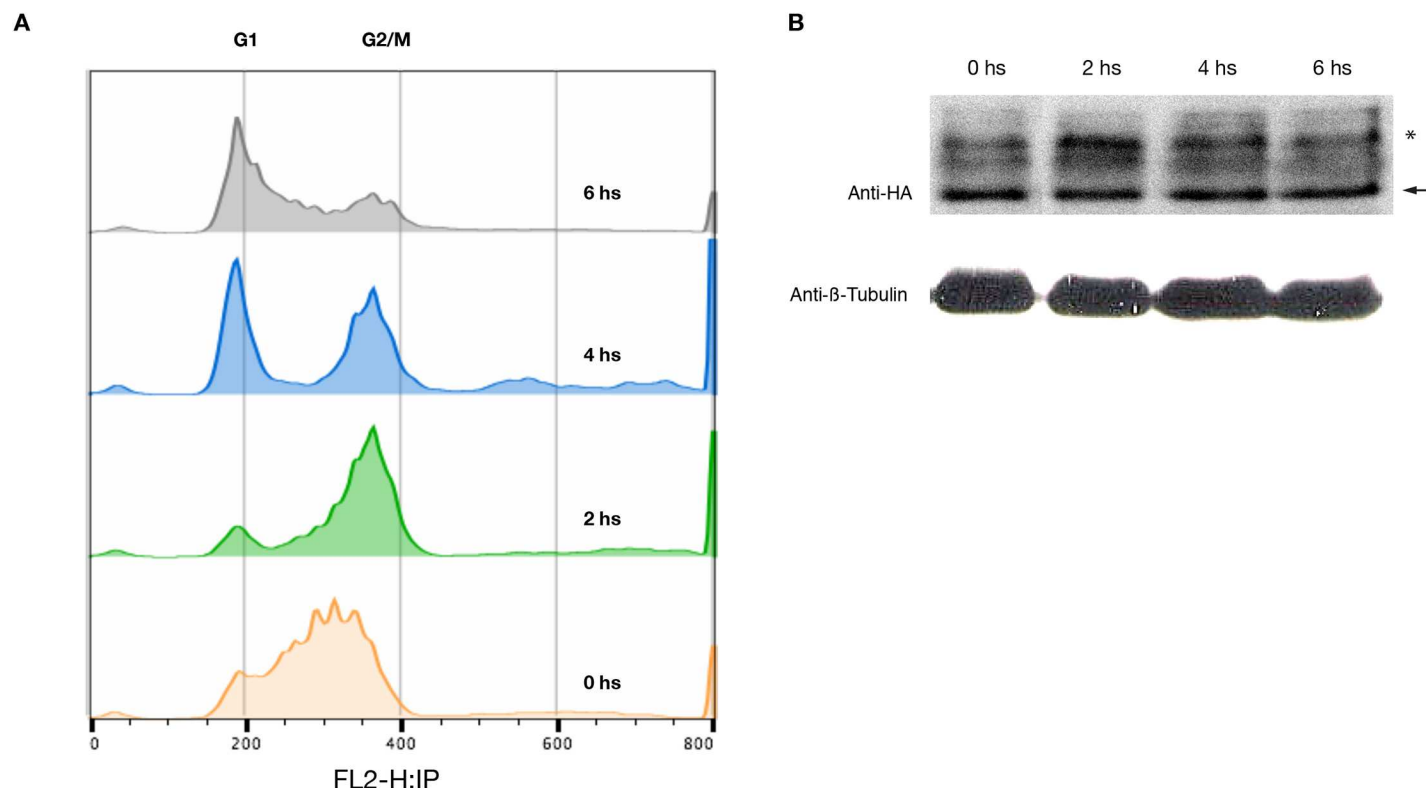 A
G1 G2/M
6 hs
4 hs
2 hs
0 hs
0 200 400 600 800
FL2-H:IP
B
0 hs 2 hs 4 hs 6 hs
*
Anti-HA
Anti-ß-Tubulin